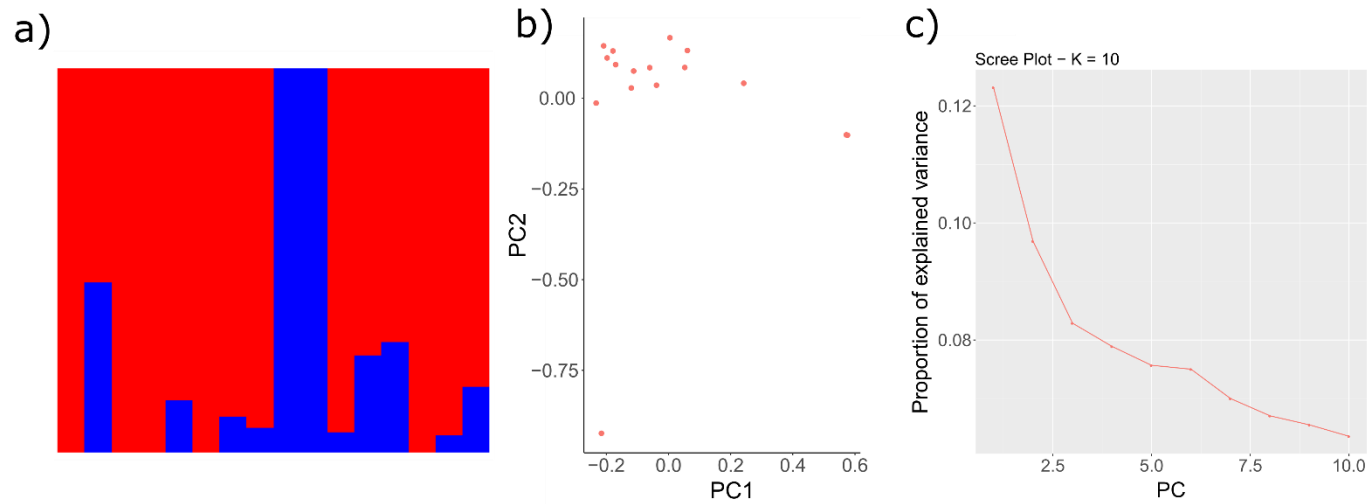 a)
b)
c)
0.00
−0.25
−0.50
−0.75
PC2
−0.2
0.0
0.2
0.4
0.6
PC1
Scree Plot − K = 10
0.12
0.10
0.08
Proportion of explained variance
2.5
5.0
7.5
10.0
PC